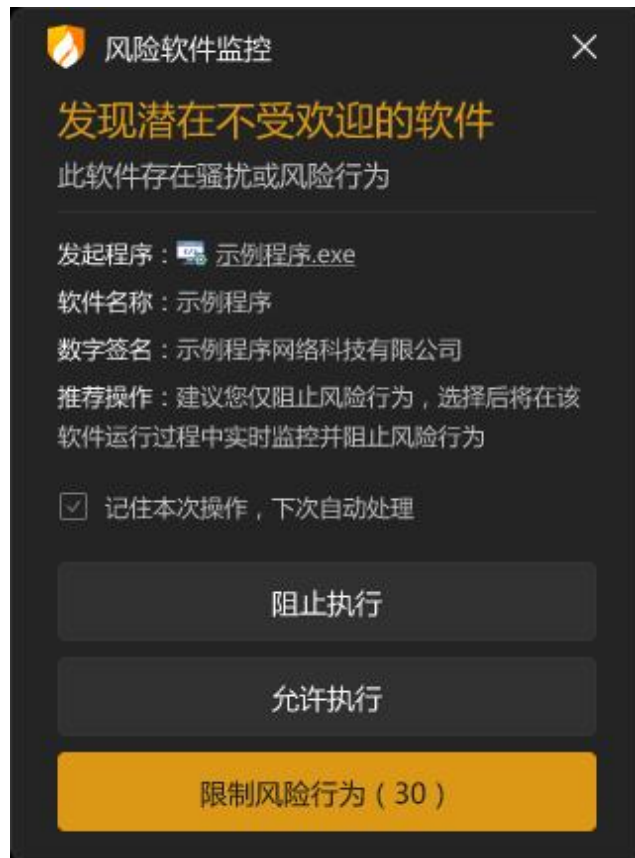 风险软件监控
发现潜在不受欢迎的软件
此软件存在骚扰或风险行为
发起程序：示例程序.exe
软件名称：示例程序
数字签名：示例程序网络科技有限公司
推荐操作：建议您仅阻止风险行为，选择后将在该
软件运行过程中实时监控并阻止风险行为
记住本次操作，下次自动处理
阻止执行
允许执行
限制风险行为（30）